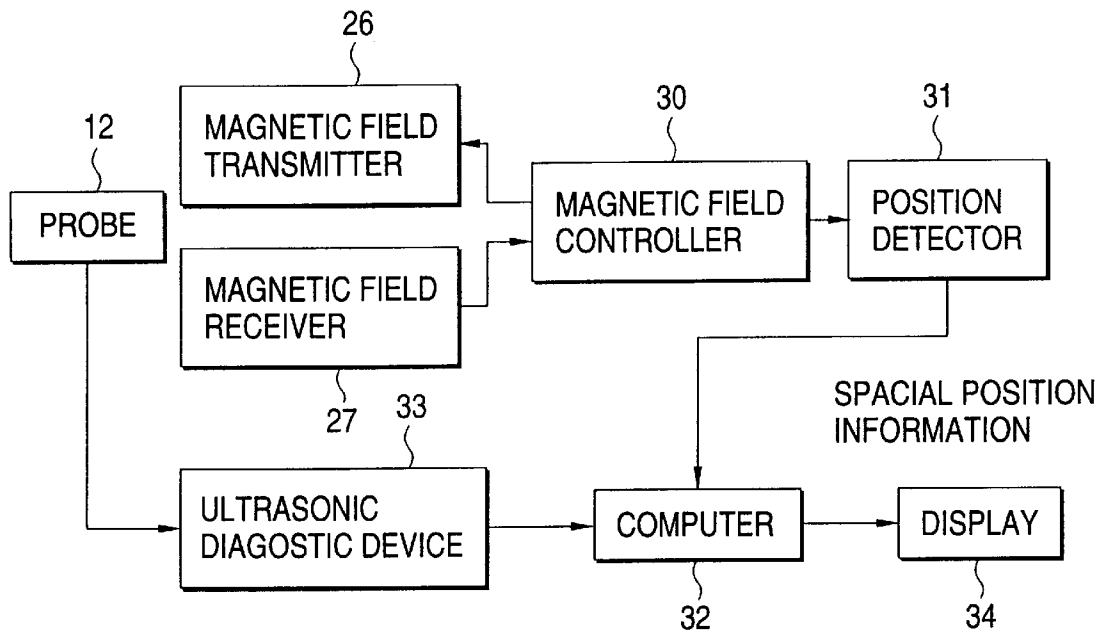 26
MAGNETIC FIELD
TRANSMITTER
12
PROBE
30
MAGNETIC FIELD
CONTROLLER
31
POSITION
DETECTOR
MAGNETIC FIELD
RECEIVER
27
SPACIAL POSITION
INFORMATION
33
ULTRASONIC
DIAGOSTIC DEVICE
COMPUTER
32
DISPLAY
34